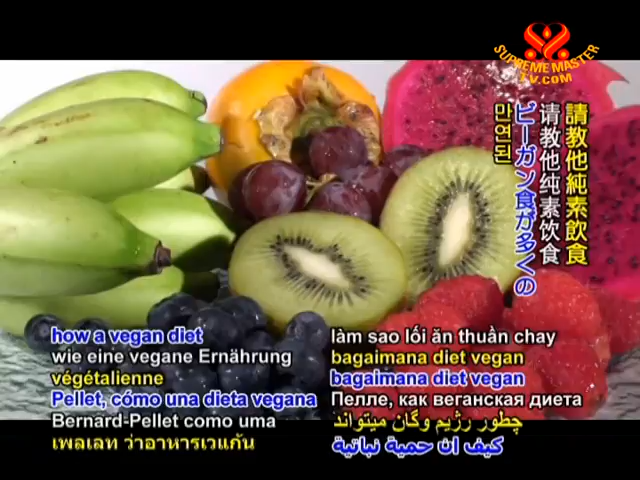 SUPREME MASTER
TV.COM
請教他純素飲食
请教他纯素饮食
ビーガン食が多くの
만연된
how a vegan diet
wie eine vegane Ernährung
végétalienne
Pellet, cómo una dieta vegana
Bernard-Pellet como uma
เพลเลท ว่าอาหารเวแก้น
làm sao lối ăn thuần chay
bagaimana diet vegan
bagaimana diet vegan
Пелле, как веганская диета
چطور رژیم وگان میتواند
كيف ان حمية نباتية